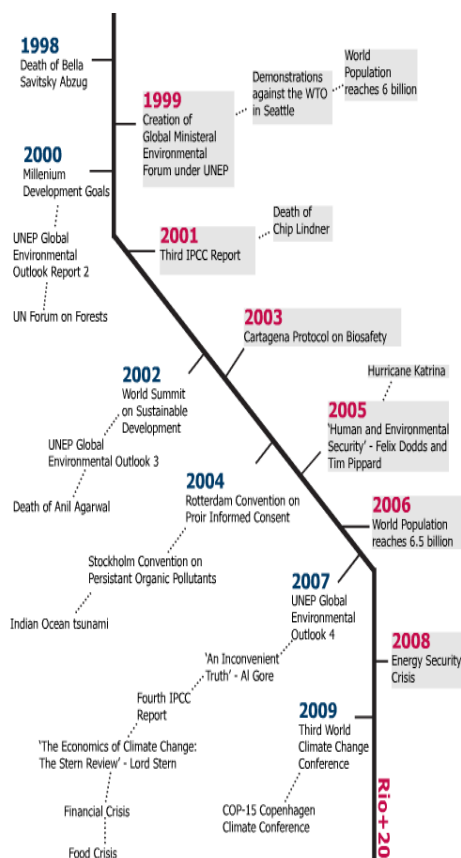 1998
Death of Bella
Savitsky Abzug
World
Population
reaches 6 billion
Demonstrations
against the WTO
in Seattle
1999
Creation of
Global Ministeral
Environmental
Forum under UNEP
2000
Millenium
Development Goals
UNEP Global
Environmental
Outlook Report 2
UN Forum on Forests
Death of
Chip Lindner
2001
Third IPCC Report
2003
Cartagena Protocol on Biosafety
2002
World Summit
on Sustainable
Development
UNEP Global
Environmental Outlook 3
Death of Anil Agarwal
Hurricane Katrina
2005
'Human and Environmental
Security' - Felix Dodds and
Tim Pippard
2004
Rotterdam Convention on
Proir Informed Consent
Stockholm Convention on
Persistant Organic Pollutants
Indian Ocean tsunami
2006
World Population
reaches 6.5 billion
2007
UNEP Global
Environmental
Outlook 4
'An Inconvenient
Truth' - Al Gore
Fourth IPCC
Report
'The Economics of Climate Change:
The Stern Review' - Lord Stern
Financial Crisis
Food Crisis
2008
Energy Security
Crisis
2009
Third World
Climate Change
Conference
COP-15 Copenhagen
Climate Conference
Rio+20